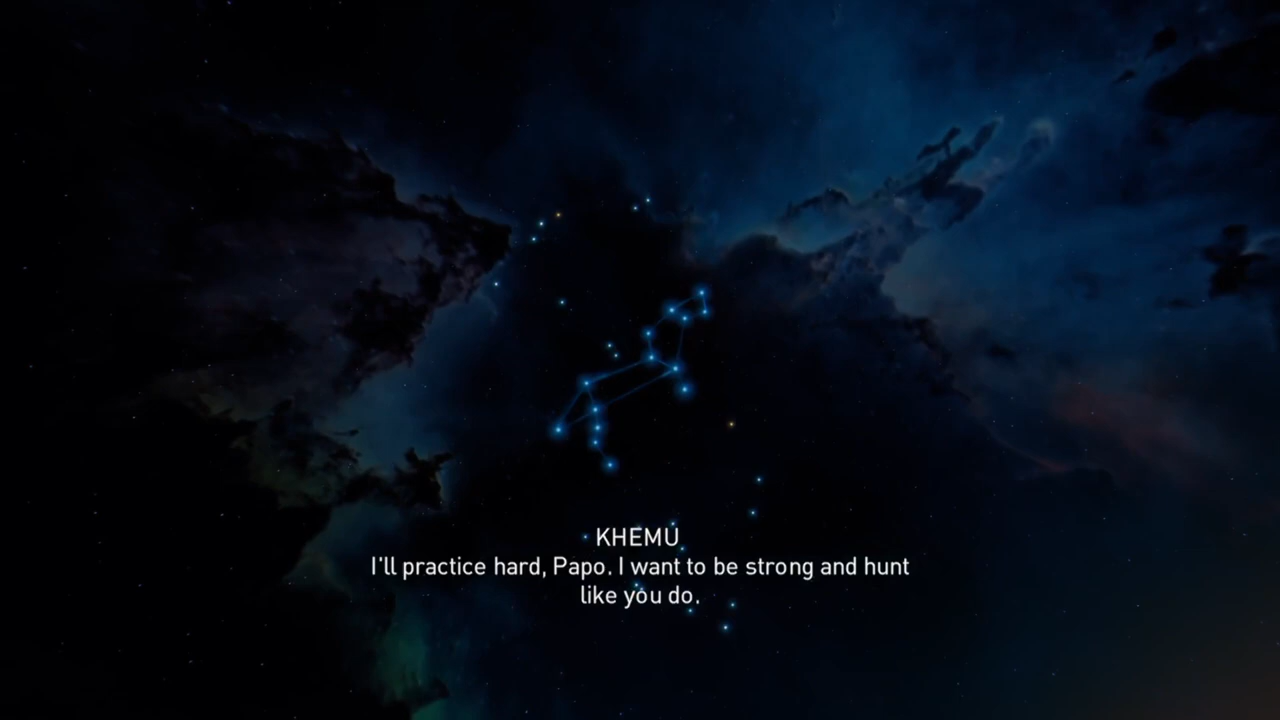 KHEMU
I'll practice hard, Papo. I want to be strong and hunt
like you do.